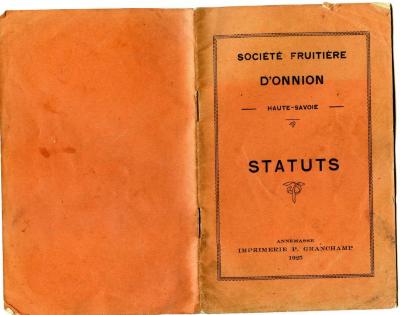 SOCIÉTÉ FRUITIÈRE
D'ONNION
HAUTE-SAVOIE
STATUTS
ANNEMASSE
IMPRIMERIE P. GRANCHAMP
1925